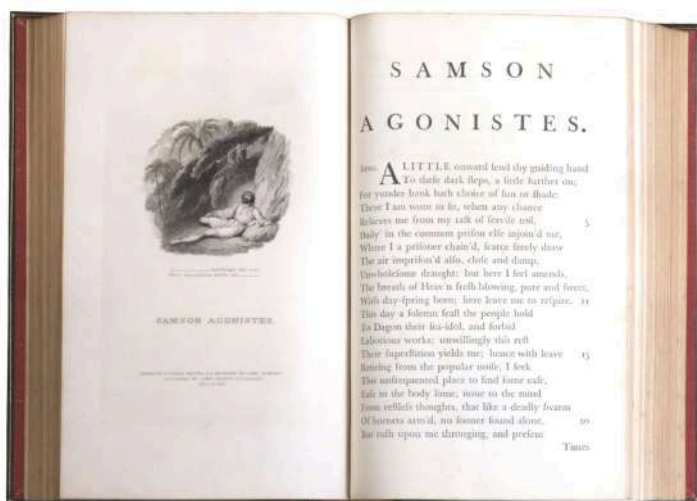 SAMSON AGONISTES.
SAMSON
AGONISTES.
A LITTLE onward lend thy guiding hand
To theſe dark ſteps, a little further on;
For yonder bank hath choice of ſun or ſhade:
There I am wont to ſit, when any chance
Relieves me from my taſk of ſervile toil, 5
Daily' in the common priſon elſe injoin'd me,
Where I a priſoner chain'd, ſcarce freely draw
The air impriſon'd alſo, cloſe and damp,
Unwholeſome draught: but here I feel amends,
The breath of Heav'n freſh blowing, pure and ſweet,
With day-ſpring born; here leave me to reſpire. 11
This day a ſolemn feaſt the people hold
To Dagon their ſea-idol, and forbid
Laborious works; unwillingly this reſt
Their ſuperſtition yields me; hence with leave 15
Retiring from the popular noiſe, I ſeek
This unfrequented place to find ſome eaſe,
Eaſe to the body ſome, none to the mind
From reſtleſs thoughts, that like a deadly ſwarm
Of hornets arm'd, no ſooner found alone, 20
But ruſh upon me thronging, and preſent
Times